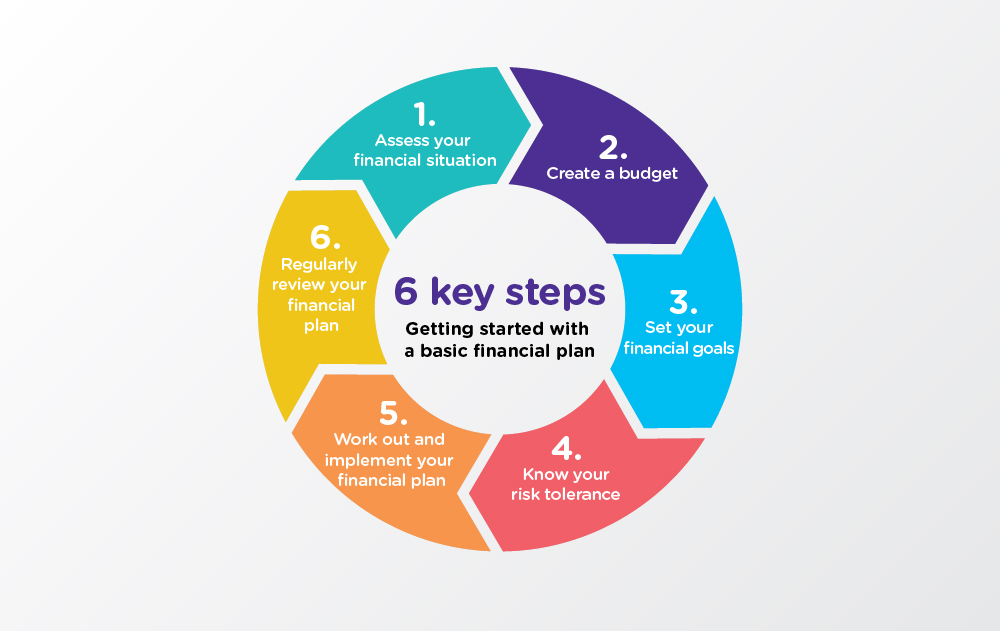 1.
Assess your
financial situation
2.
Create a budget
3.
Set your
financial goals
4.
Know your
risk tolerance
5.
Work out and
implement your
financial plan
6.
Regularly
review your
financial
plan
6 key steps
Getting started with
a basic financial plan